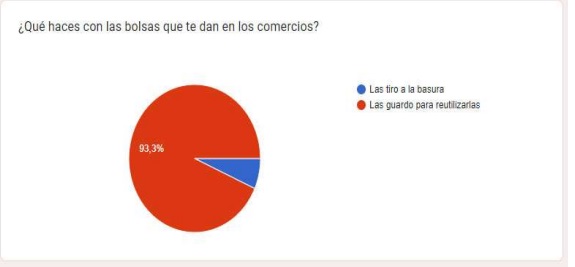 ¿Qué haces con las bolsas que te dan en los comercios?
Las tiro a la basura
Las guardo para reutilizarlas
93,3%